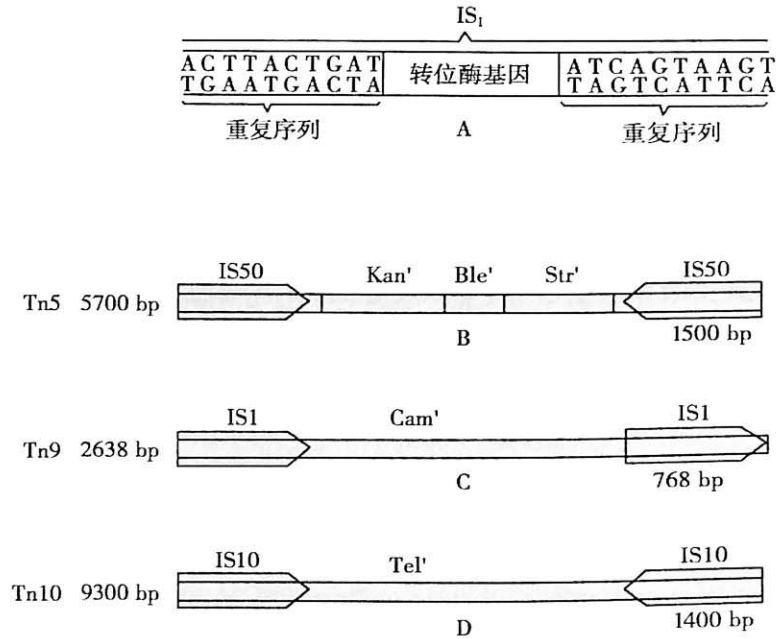 IS₁
ACTTACTGAT 转位酶基因 ATCAGTAAGT
TGAATGACTA TAGTCATTCA
重复序列 重复序列
A
IS50 Kan' Ble' Str' IS50
Tn5 5700 bp
B 1500 bp
IS1 Cam' IS1
Tn9 2638 bp
C 768 bp
IS10 Tel' IS10
Tn10 9300 bp
D 1400 bp